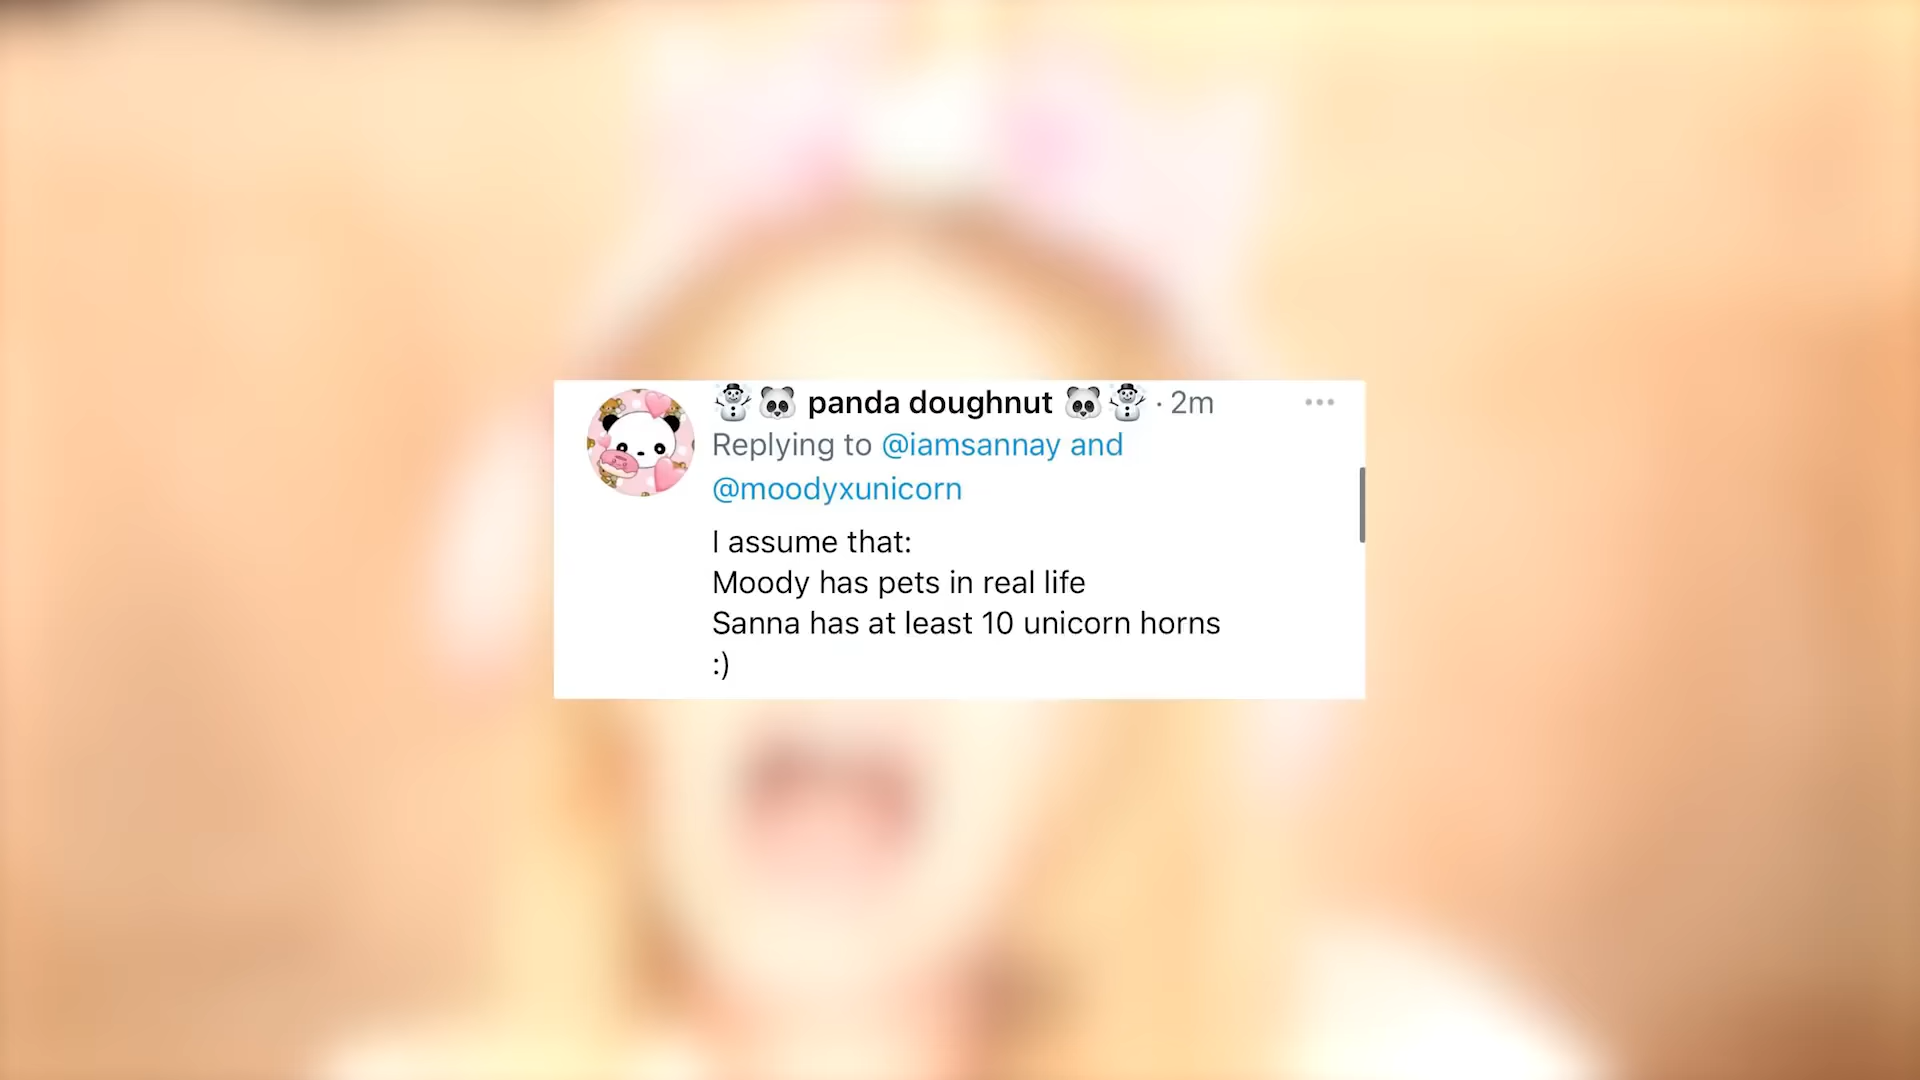 ☃️🐼 panda doughnut 🐼☃️ · 2m
Replying to @iamsannay and
@moodyxunicorn
I assume that:
Moody has pets in real life
Sanna has at least 10 unicorn horns
:)